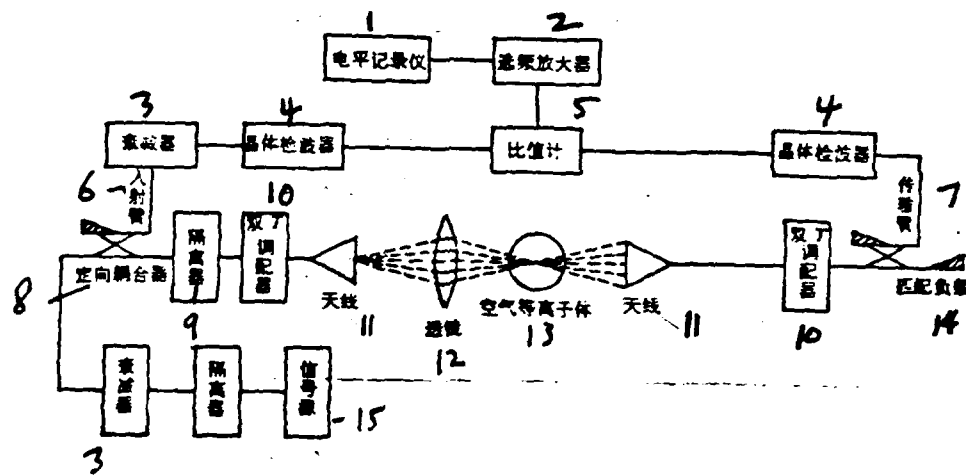 1
2
电平记录仪
选频放大器
3
4
5
4
衰减器
晶体检波器
比值计
晶体检波器
6
入射臂
10
传输臂
7
隔离器
双丁调配器
双丁调配器
定向耦合器
8
9
天线
11
透镜
12
空气等离子体
13
天线
11
10
匹配负载
14
衰减器
隔离器
信号源
15
3